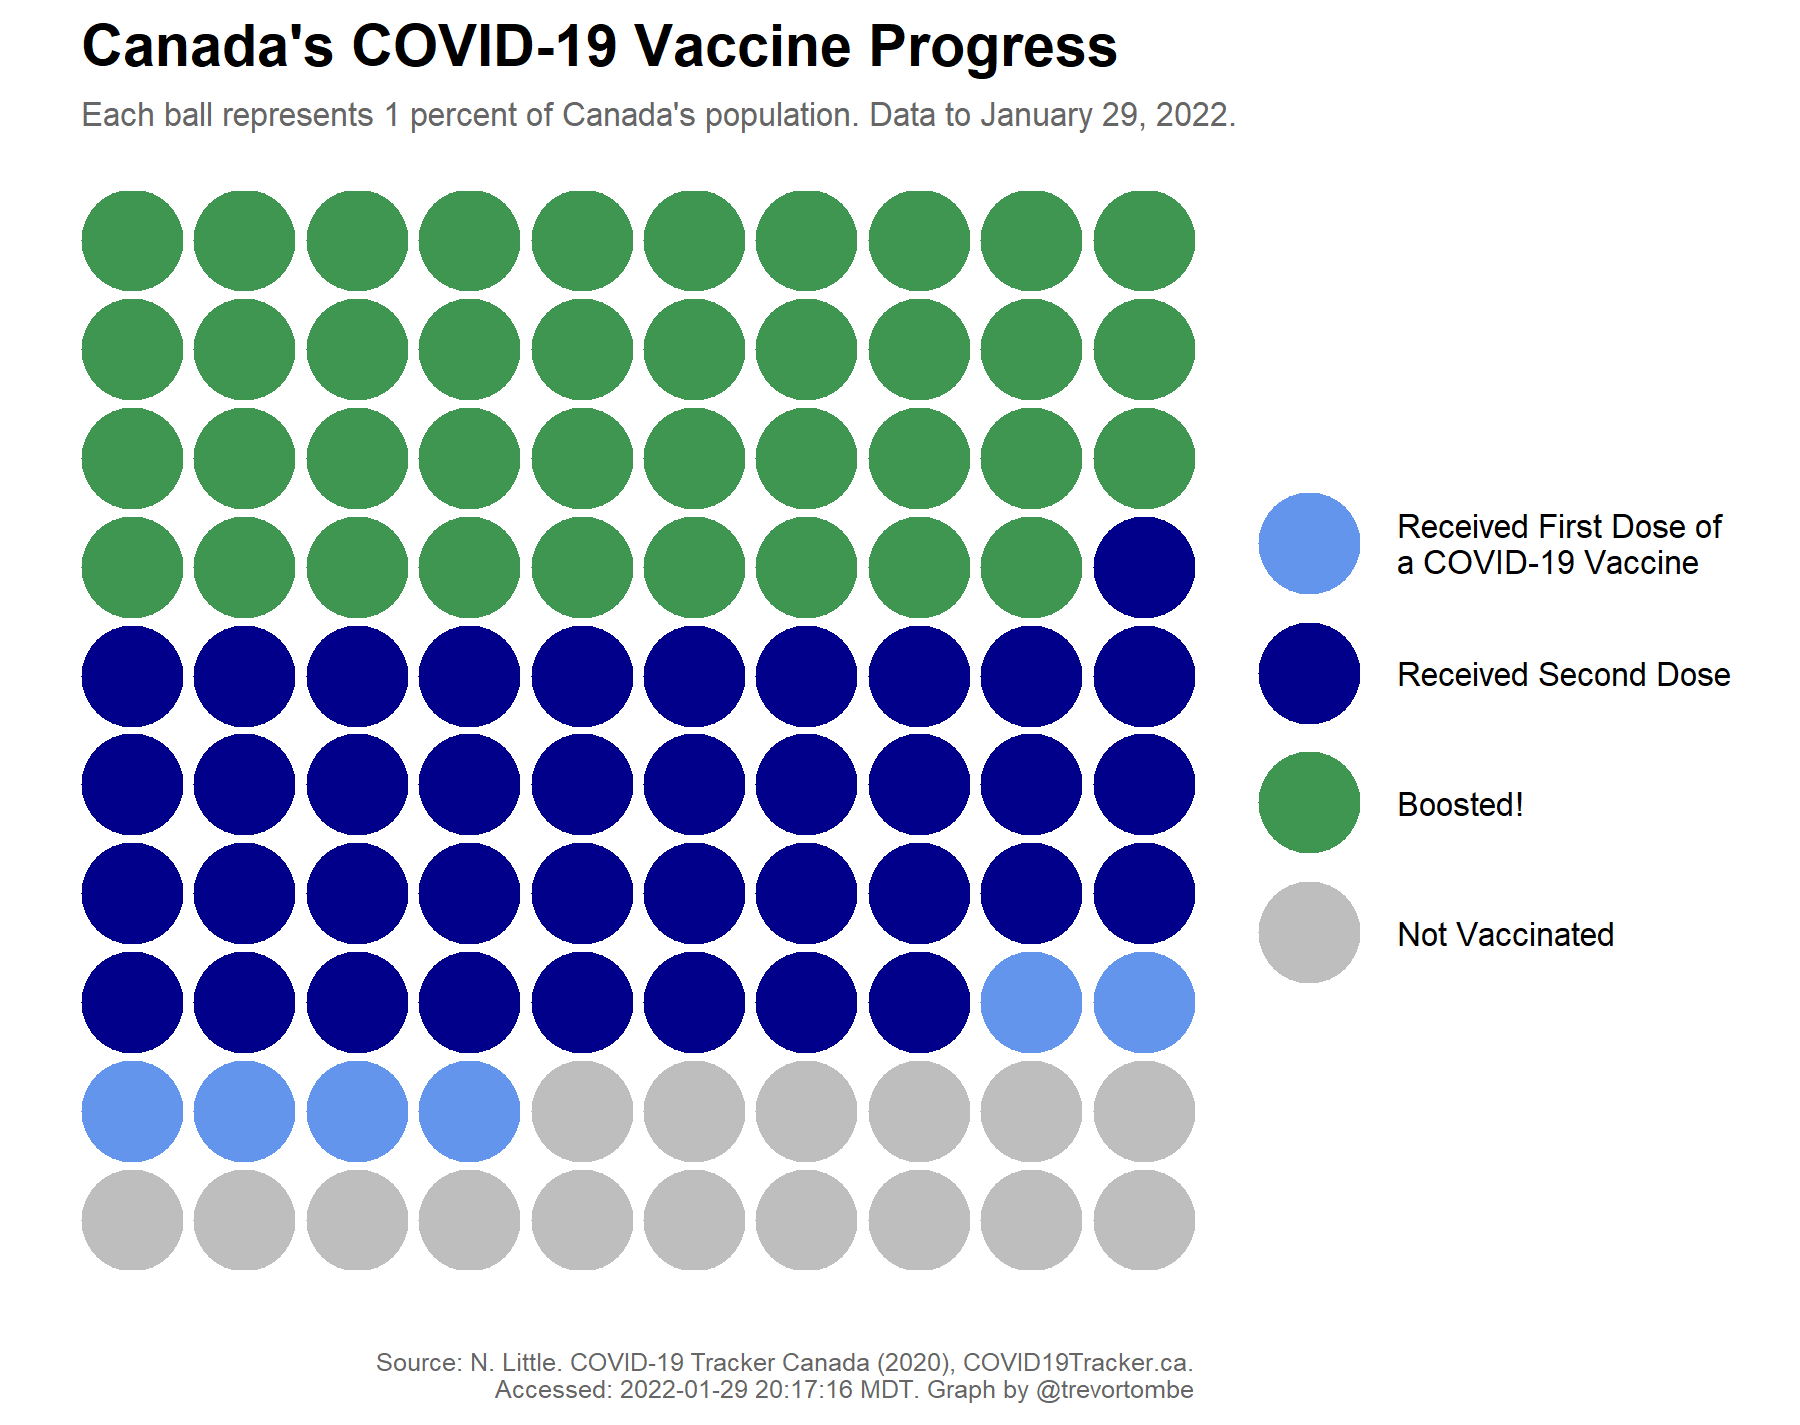 Canada's COVID-19 Vaccine Progress
Each ball represents 1 percent of Canada's population. Data to January 29, 2022.
Received First Dose of
a COVID-19 Vaccine
Received Second Dose
Boosted!
Not Vaccinated
Source: N. Little. COVID-19 Tracker Canada (2020), COVID19Tracker.ca.
Accessed: 2022-01-29 20:17:16 MDT. Graph by @trevortombe